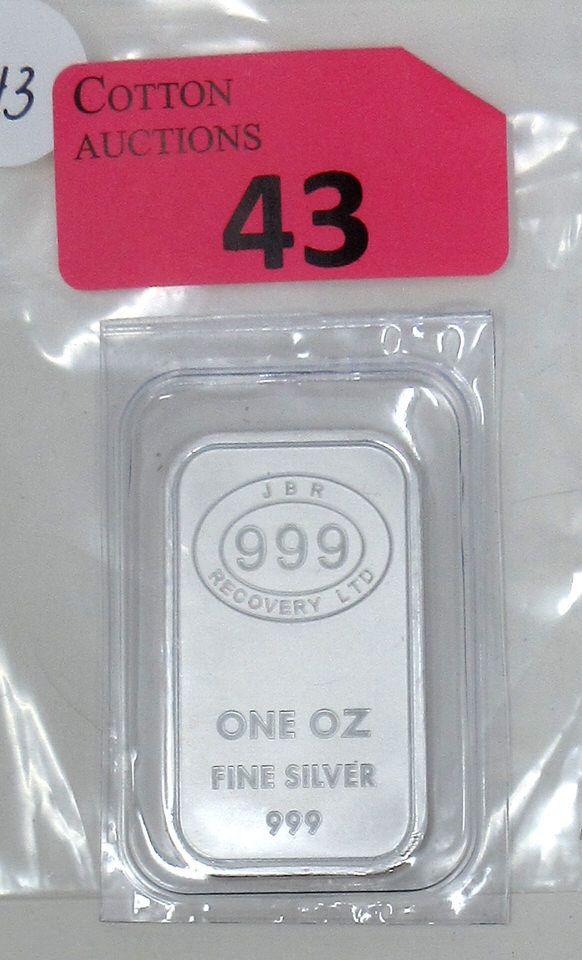 43
COTTON
AUCTIONS
43
JBR
999
RECOVERY LTD
ONE OZ
FINE SILVER
999